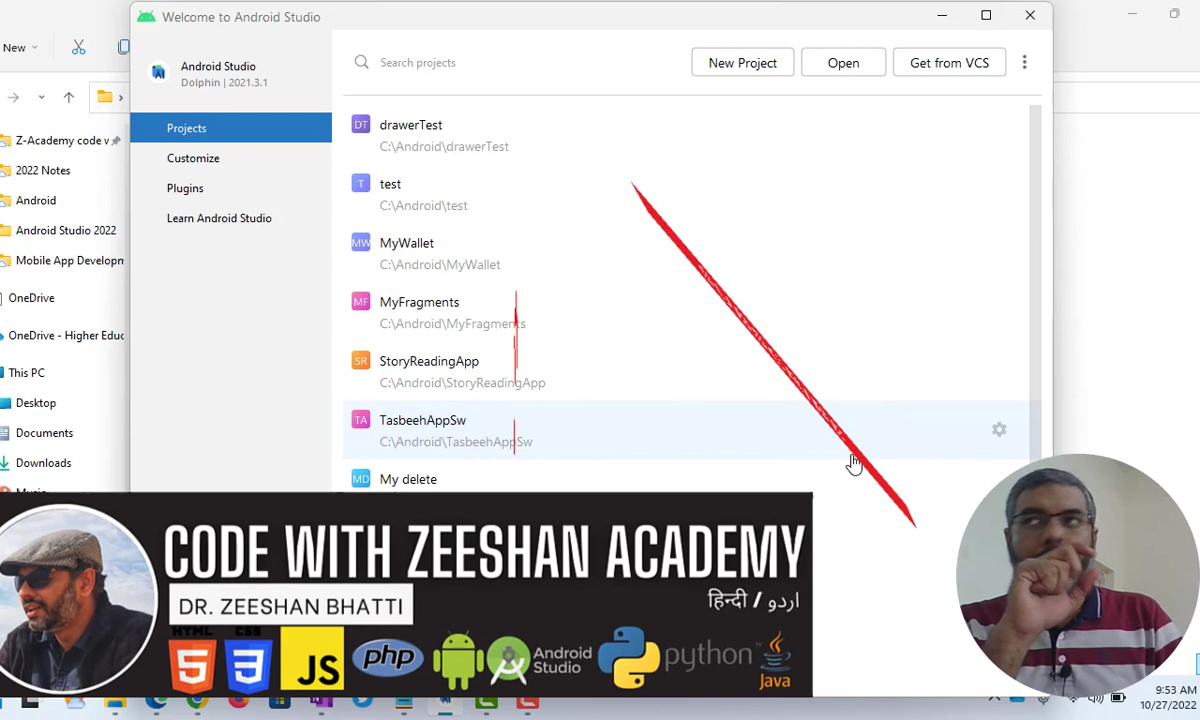 Welcome to Android Studio
New
Android Studio
Dolphin | 2021.3.1
Search projects
New Project
Open
Get from VCS
Projects
Customize
Plugins
Learn Android Studio
Z-Academy code w
2022 Notes
Android
Android Studio 2022
Mobile App Developm
OneDrive
OneDrive - Higher Educ
This PC
Desktop
Documents
Downloads
Music
DT drawerTest
C:\Android\drawerTest
T test
C:\Android\test
MW MyWallet
C:\Android\MyWallet
MF MyFragments
C:\Android\MyFragments
SR StoryReadingApp
C:\Android\StoryReadingApp
TA TasbeehAppSw
C:\Android\TasbeehAppSw
MD My delete
CODE WITH ZEESHAN ACADEMY
DR. ZEESHAN BHATTI
हिन्दी / اردو
HTML
5
CSS
3
JS
php
Android
Studio
python
Java
9:53 AM
10/27/2022